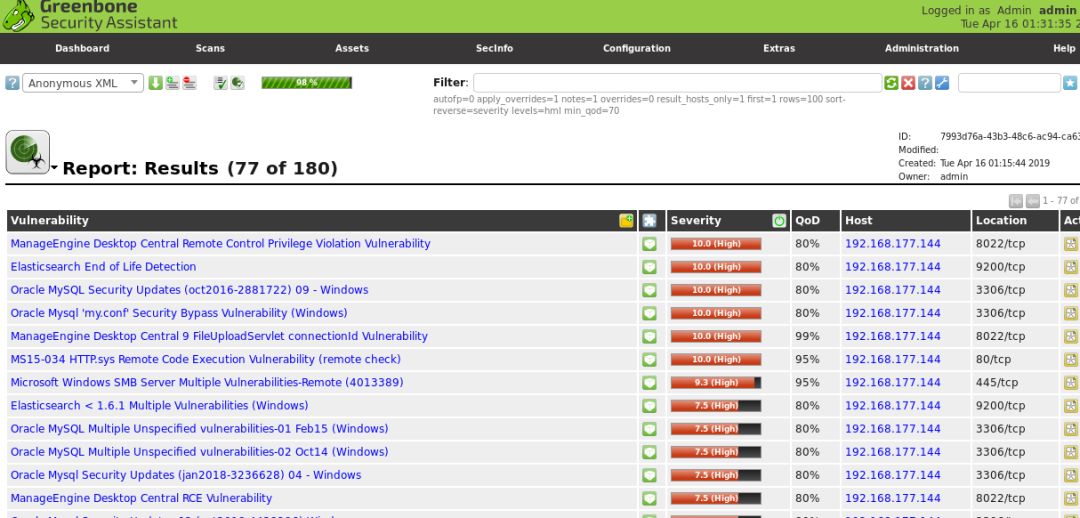 Greenbone
Security Assistant
Logged in as Admin admin
Tue Apr 16 01:31:35
Dashboard Scans Assets SecInfo Configuration Extras Administration Help
Anonymous XML 98 % Filter:
autofp=0 apply_overrides=1 notes=1 overrides=0 result_hosts_only=1 first=1 rows=100 sort-
reverse=severity levels=hml min_qod=70
ID: 7993d76a-43b3-48c6-ac94-ca63
Modified:
Created: Tue Apr 16 01:15:44 2019
Owner: admin
Report: Results (77 of 180)
1 - 77 of
Vulnerability Severity QoD Host Location Act
ManageEngine Desktop Central Remote Control Privilege Violation Vulnerability 10.0 (High) 80% 192.168.177.144 8022/tcp
Elasticsearch End of Life Detection 10.0 (High) 80% 192.168.177.144 9200/tcp
Oracle MySQL Security Updates (oct2016-2881722) 09 - Windows 10.0 (High) 80% 192.168.177.144 3306/tcp
Oracle Mysql 'my.conf' Security Bypass Vulnerability (Windows) 10.0 (High) 80% 192.168.177.144 3306/tcp
ManageEngine Desktop Central 9 FileUploadServlet connectionId Vulnerability 10.0 (High) 99% 192.168.177.144 8022/tcp
MS15-034 HTTP.sys Remote Code Execution Vulnerability (remote check) 10.0 (High) 95% 192.168.177.144 80/tcp
Microsoft Windows SMB Server Multiple Vulnerabilities-Remote (4013389) 9.3 (High) 95% 192.168.177.144 445/tcp
Elasticsearch < 1.6.1 Multiple Vulnerabilities (Windows) 7.5 (High) 80% 192.168.177.144 9200/tcp
Oracle MySQL Multiple Unspecified vulnerabilities-01 Feb15 (Windows) 7.5 (High) 80% 192.168.177.144 3306/tcp
Oracle MySQL Multiple Unspecified vulnerabilities-02 Oct14 (Windows) 7.5 (High) 80% 192.168.177.144 3306/tcp
Oracle Mysql Security Updates (jan2018-3236628) 04 - Windows 7.5 (High) 80% 192.168.177.144 3306/tcp
ManageEngine Desktop Central RCE Vulnerability 7.5 (High) 80% 192.168.177.144 8022/tcp